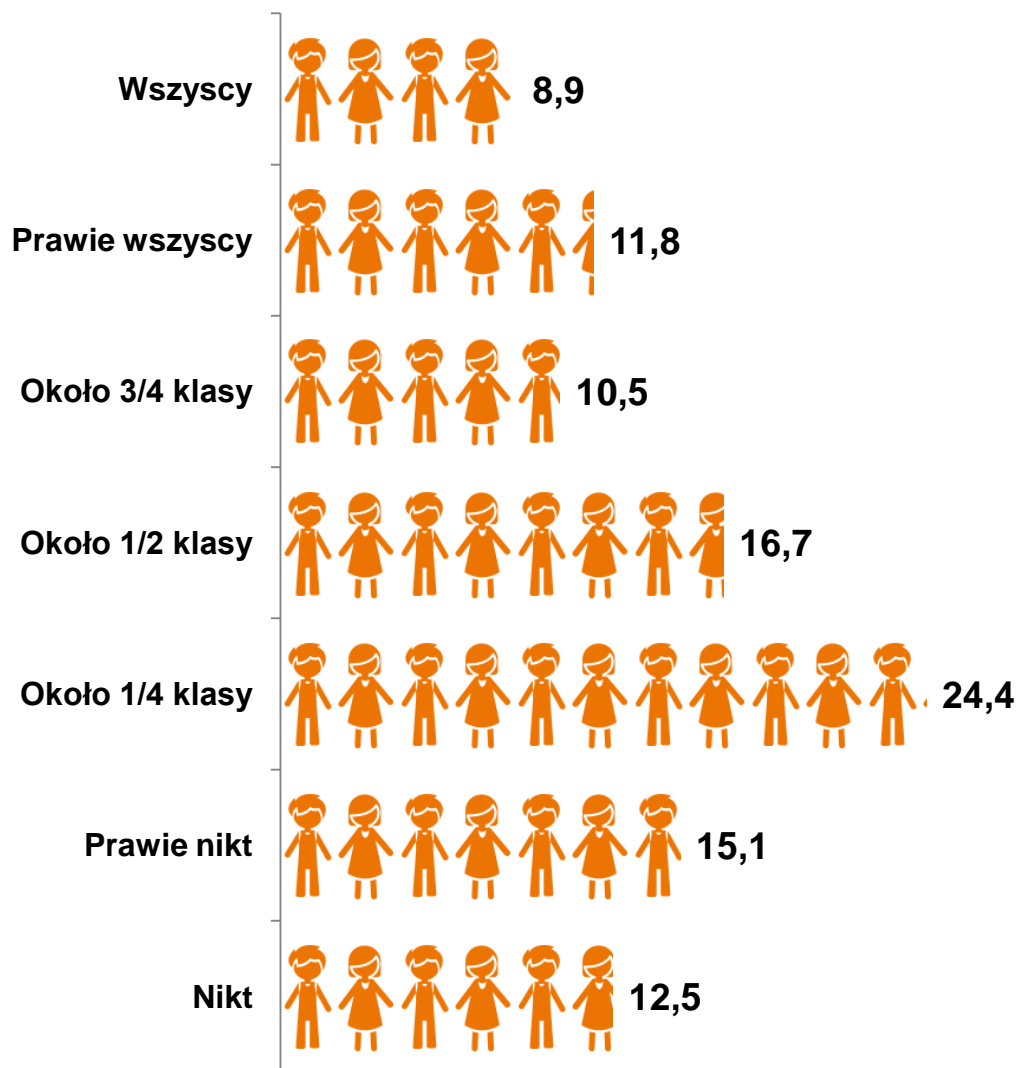 Wszyscy 8,9
Prawie wszyscy 11,8
Około 3/4 klasy 10,5
Około 1/2 klasy 16,7
Około 1/4 klasy 24,4
Prawie nikt 15,1
Nikt 12,5